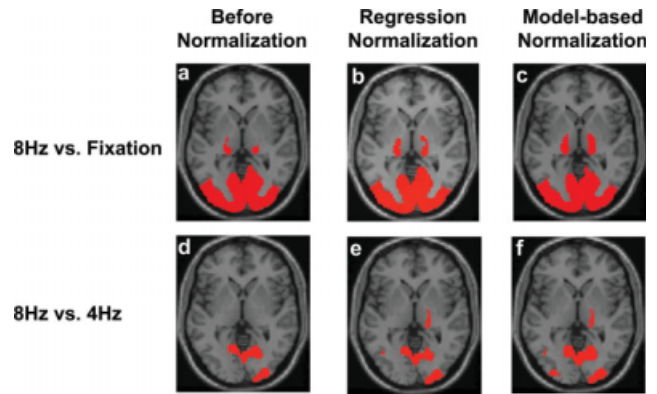 Before Normalization
Regression Normalization
Model-based Normalization
a
b
c
8Hz vs. Fixation
d
e
f
8Hz vs. 4Hz